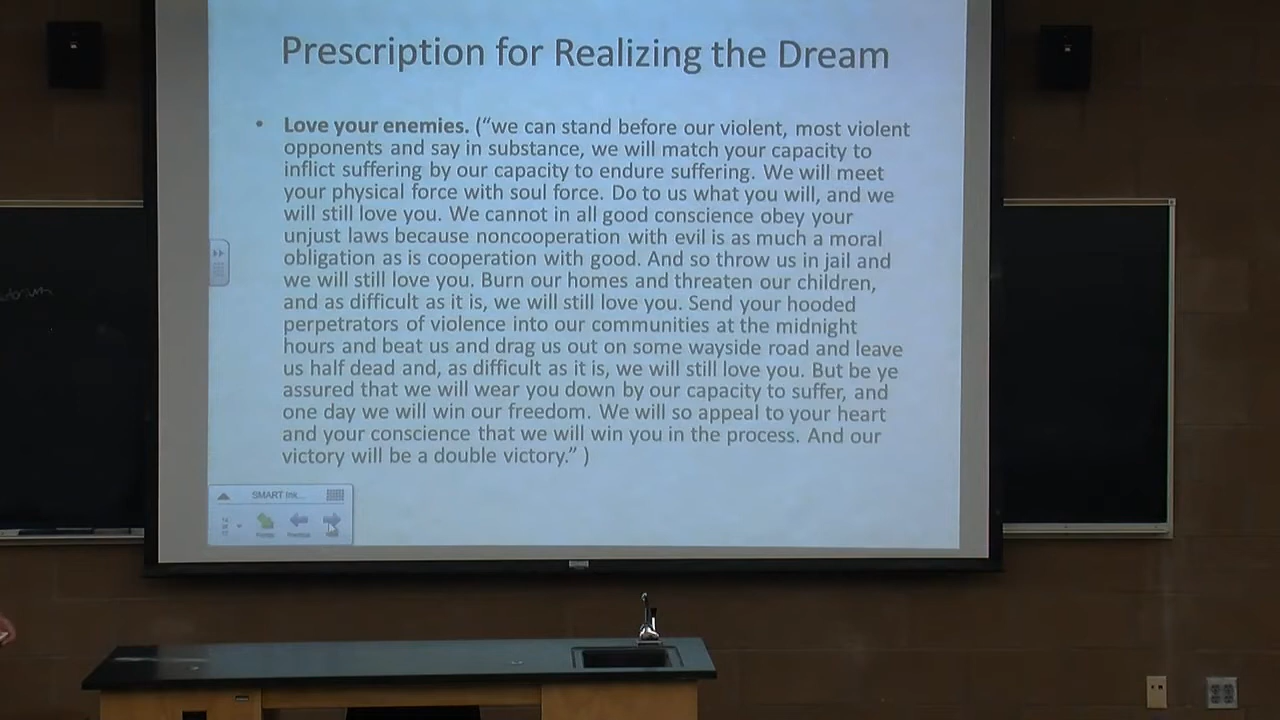 Prescription for Realizing the Dream
• Love your enemies. (“we can stand before our violent, most violent
opponents and say in substance, we will match your capacity to
inflict suffering by our capacity to endure suffering. We will meet
your physical force with soul force. Do to us what you will, and we
will still love you. We cannot in all good conscience obey your
unjust laws because noncooperation with evil is as much a moral
obligation as is cooperation with good. And so throw us in jail and
we will still love you. Burn our homes and threaten our children,
and as difficult as it is, we will still love you. Send your hooded
perpetrators of violence into our communities at the midnight
hours and beat us and drag us out on some wayside road and leave
us half dead and, as difficult as it is, we will still love you. But be ye
assured that we will wear you down by our capacity to suffer, and
one day we will win our freedom. We will so appeal to your heart
and your conscience that we will win you in the process. And our
victory will be a double victory.” )
SMART Ink...